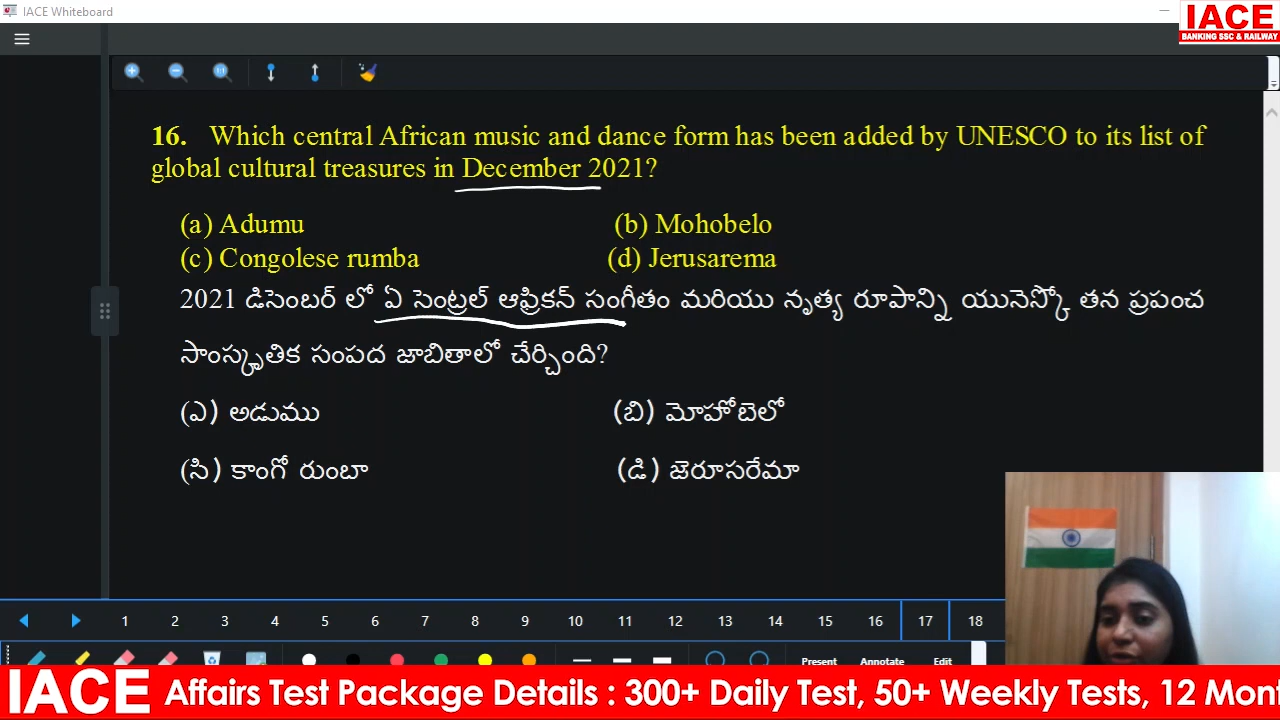 IACE Whiteboard
IACE
BANKING SSC & RAILWAY
16. Which central African music and dance form has been added by UNESCO to its list of
global cultural treasures in December 2021?
(a) Adumu (b) Mohobelo
(c) Congolese rumba (d) Jerusarema
2021 డిసెంబర్ లో ఏ సెంట్రల్ ఆఫ్రికన్ సంగీతం మరియు నృత్య రూపాన్ని యునెస్కో తన ప్రపంచ
సాంస్కృతిక సంపద జాబితాలో చేర్చింది?
(ఎ) అడుము (బి) మోహోబెలో
(సి) కాంగో రుంబా (డి) జెరూసరేమా
1 2 3 4 5 6 7 8 9 10 11 12 13 14 15 16 17 18
Present Annotate Edit
IACE Affairs Test Package Details : 300+ Daily Test, 50+ Weekly Tests, 12 Mont